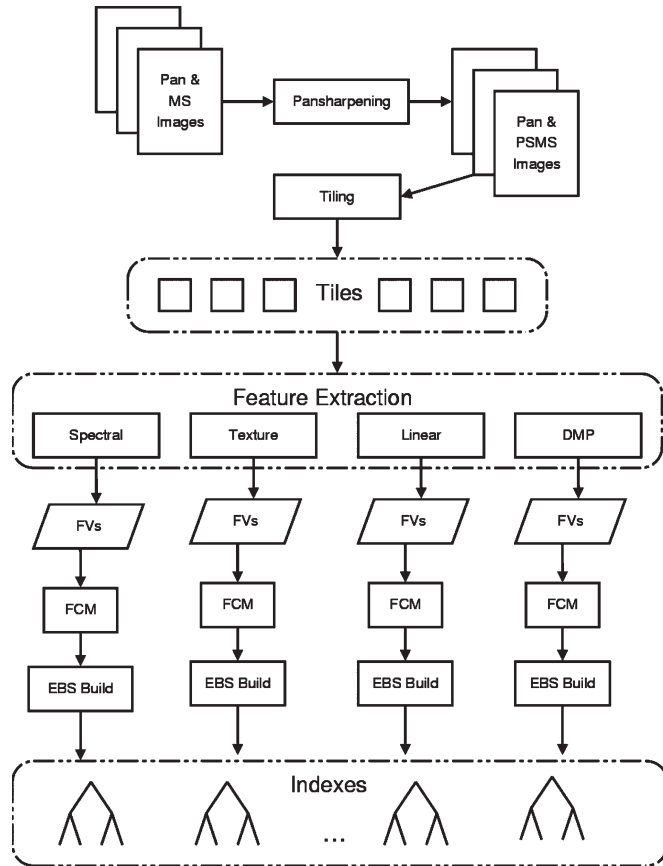 Pan &
MS
Images
Pansharpening
Pan &
PSMS
Images
Tiling
Tiles
Feature Extraction
Spectral
Texture
Linear
DMP
FVs
FVs
FVs
FVs
FCM
FCM
FCM
FCM
EBS Build
EBS Build
EBS Build
EBS Build
Indexes
...